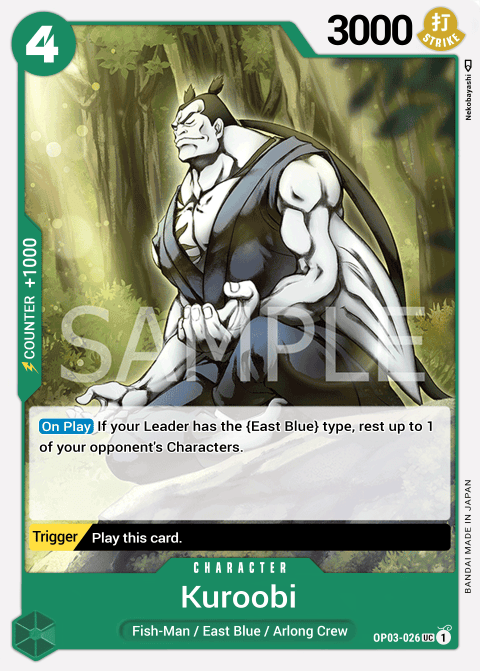 4
3000
打
STRIKE
Nekobayashi
COUNTER +1000
SAMPLE
On Play If your Leader has the {East Blue} type, rest up to 1
of your opponent's Characters.
Trigger Play this card.
BANDAI MADE IN JAPAN
CHARACTER
Kuroobi
Fish-Man / East Blue / Arlong Crew
OP03-026 UC 1